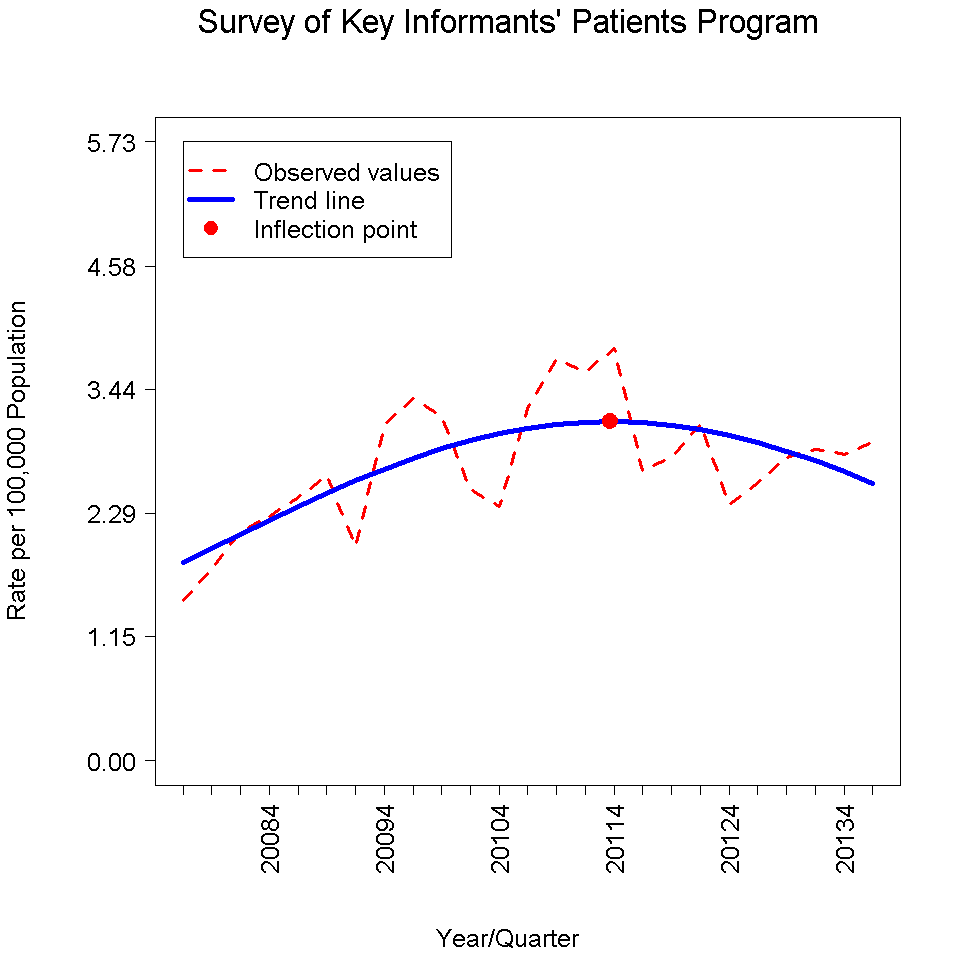 Survey of Key Informants' Patients Program
5.73
4.58
3.44
2.29
1.15
0.00
Rate per 100,000 Population
Observed values
Trend line
Inflection point
20084
20094
20104
20114
20124
20134
Year/Quarter